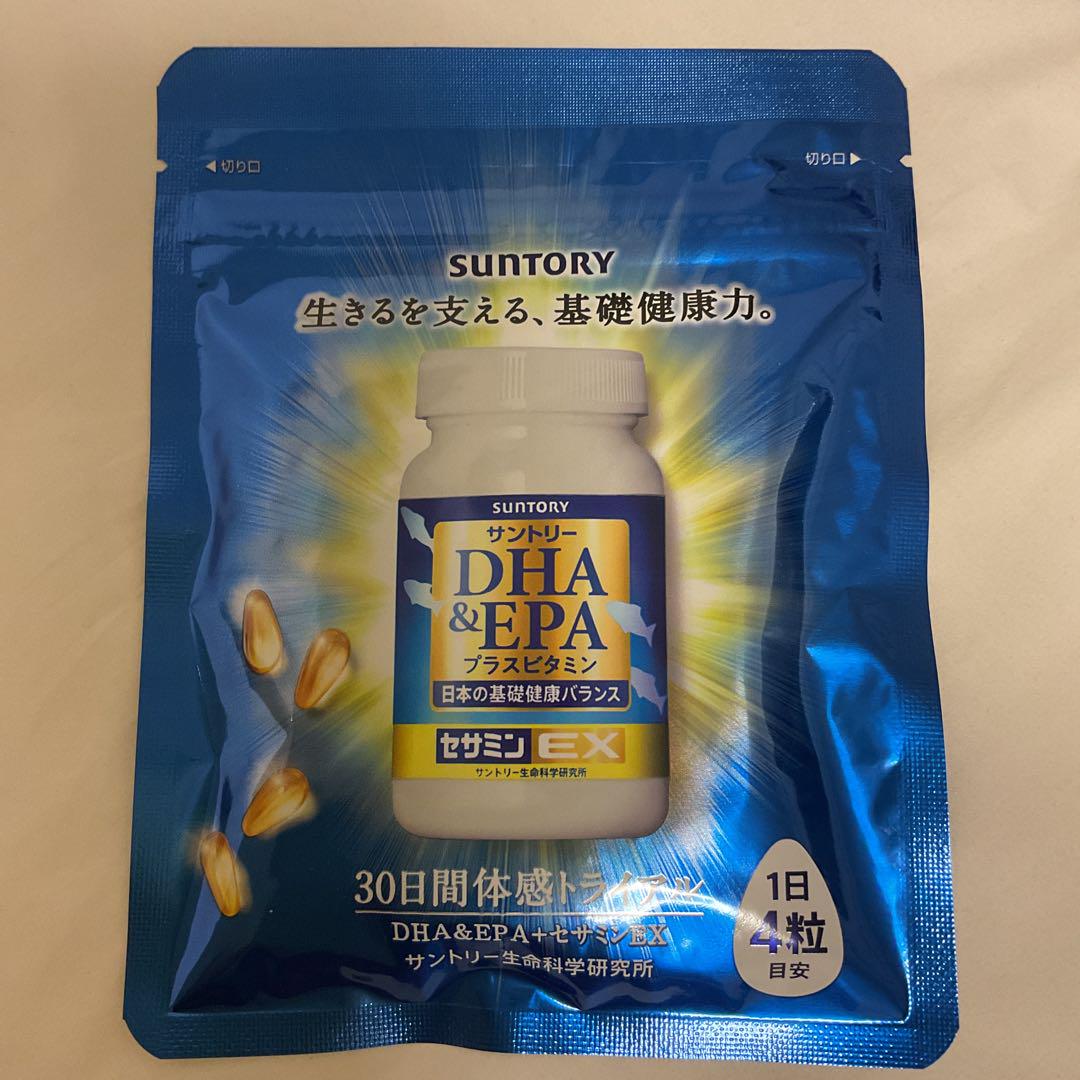 ◀切り口
切り口▶
SUNTORY
生きるを支える、基礎健康力。
SUNTORY
サントリー
DHA
&EPA
プラスビタミン
日本の基礎健康バランス
セサミンEX
サントリー生命科学研究所
30日間体感トライアル
DHA&EPA+セサミンEX
サントリー生命科学研究所
1日
4粒
目安